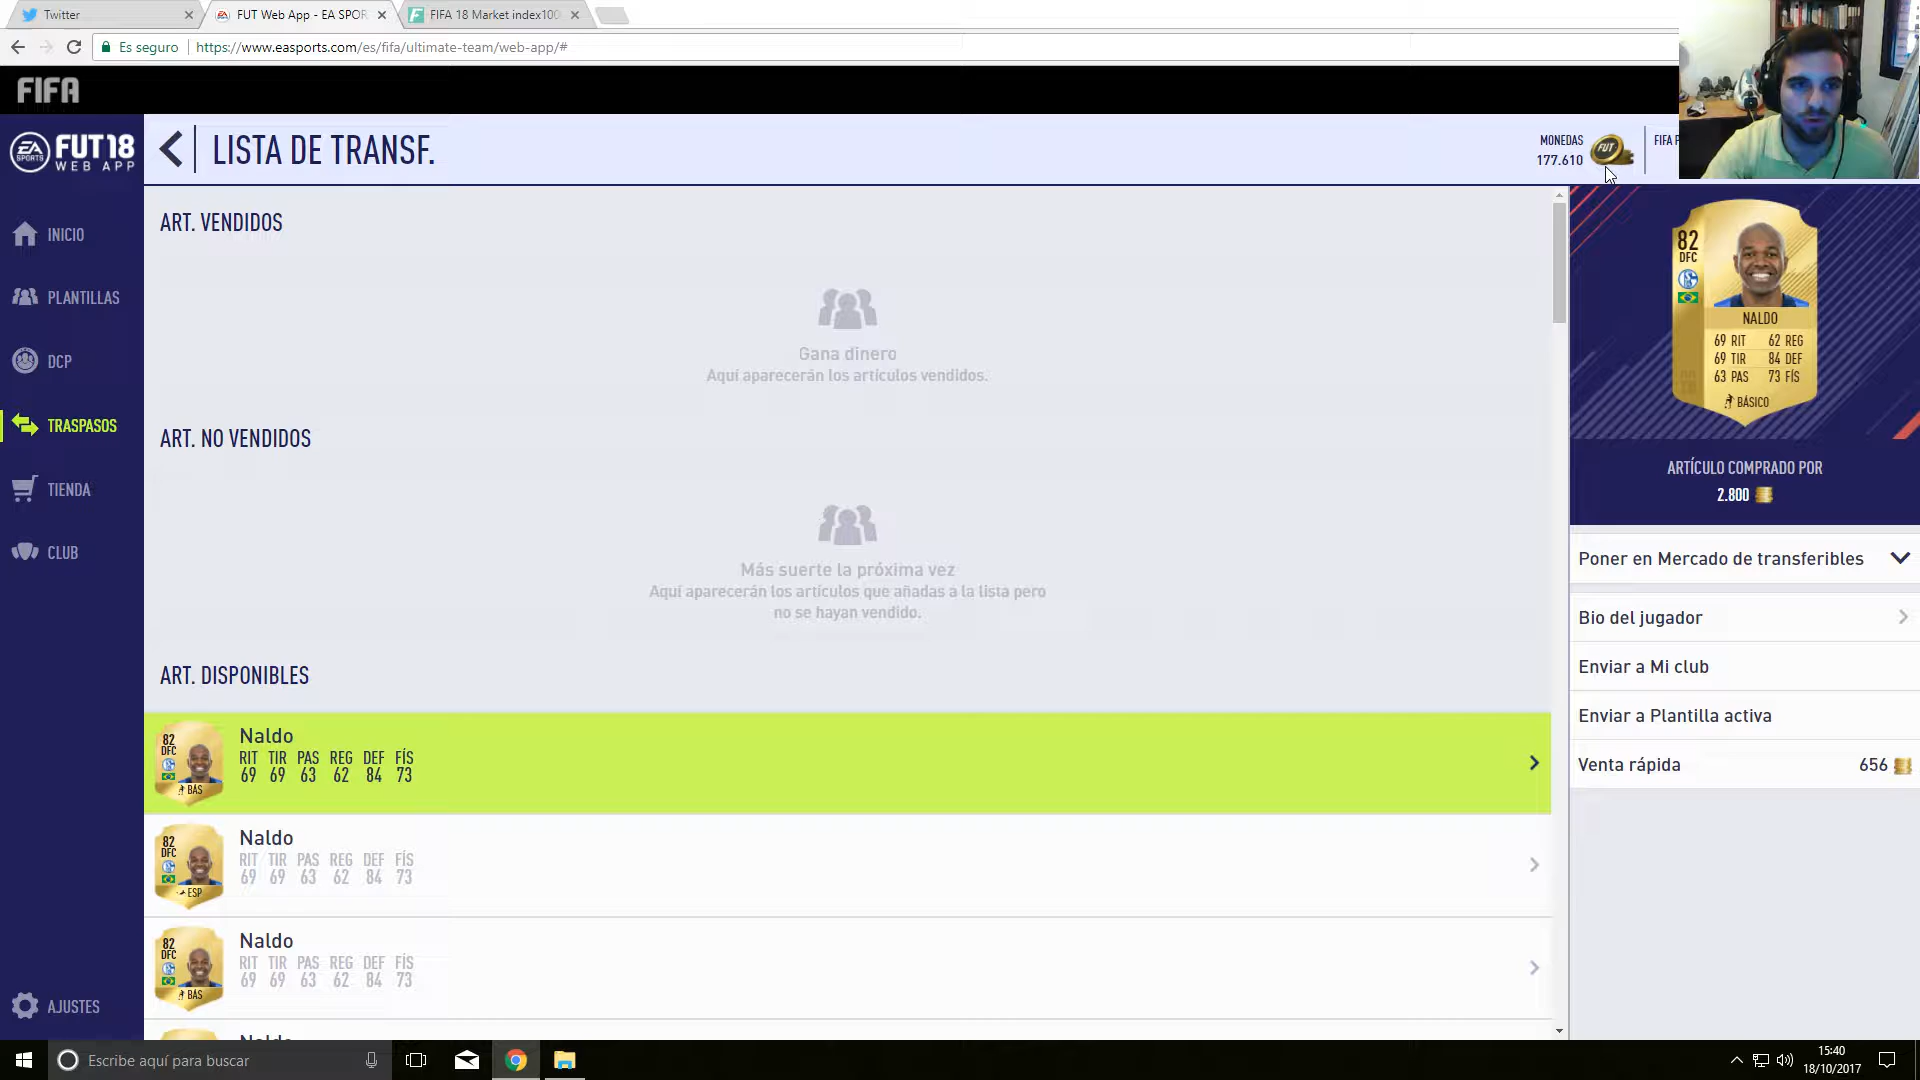 Twitter
FUT Web App - EA SPOR
FIFA 18 Market index100
Es seguro
https://www.easports.com/es/fifa/ultimate-team/web-app/#
FIFA
EA SPORTS FUT18
WEB APP
LISTA DE TRANSF.
MONEDAS
177.610
FUT
FIFA P
INICIO
PLANTILLAS
DCP
TRASPASOS
TIENDA
CLUB
AJUSTES
ART. VENDIDOS
Gana dinero
Aquí aparecerán los artículos vendidos.
ART. NO VENDIDOS
Más suerte la próxima vez
Aquí aparecerán los artículos que añadas a la lista pero
no se hayan vendido.
ART. DISPONIBLES
82
DFC
BÁS
Naldo
RIT TIR PAS REG DEF FÍS
69 69 63 62 84 73
82
DFC
ESP
Naldo
RIT TIR PAS REG DEF FÍS
69 69 63 62 84 73
82
DFC
BÁS
Naldo
RIT TIR PAS REG DEF FÍS
69 69 63 62 84 73
Naldo
82
DFC
NALDO
69 RIT 62 REG
69 TIR 84 DEF
63 PAS 73 FÍS
BÁSICO
ARTÍCULO COMPRADO POR
2.800
Poner en Mercado de transferibles
Bio del jugador
Enviar a Mi club
Enviar a Plantilla activa
Venta rápida 656
Escribe aquí para buscar
15:40
18/10/2017